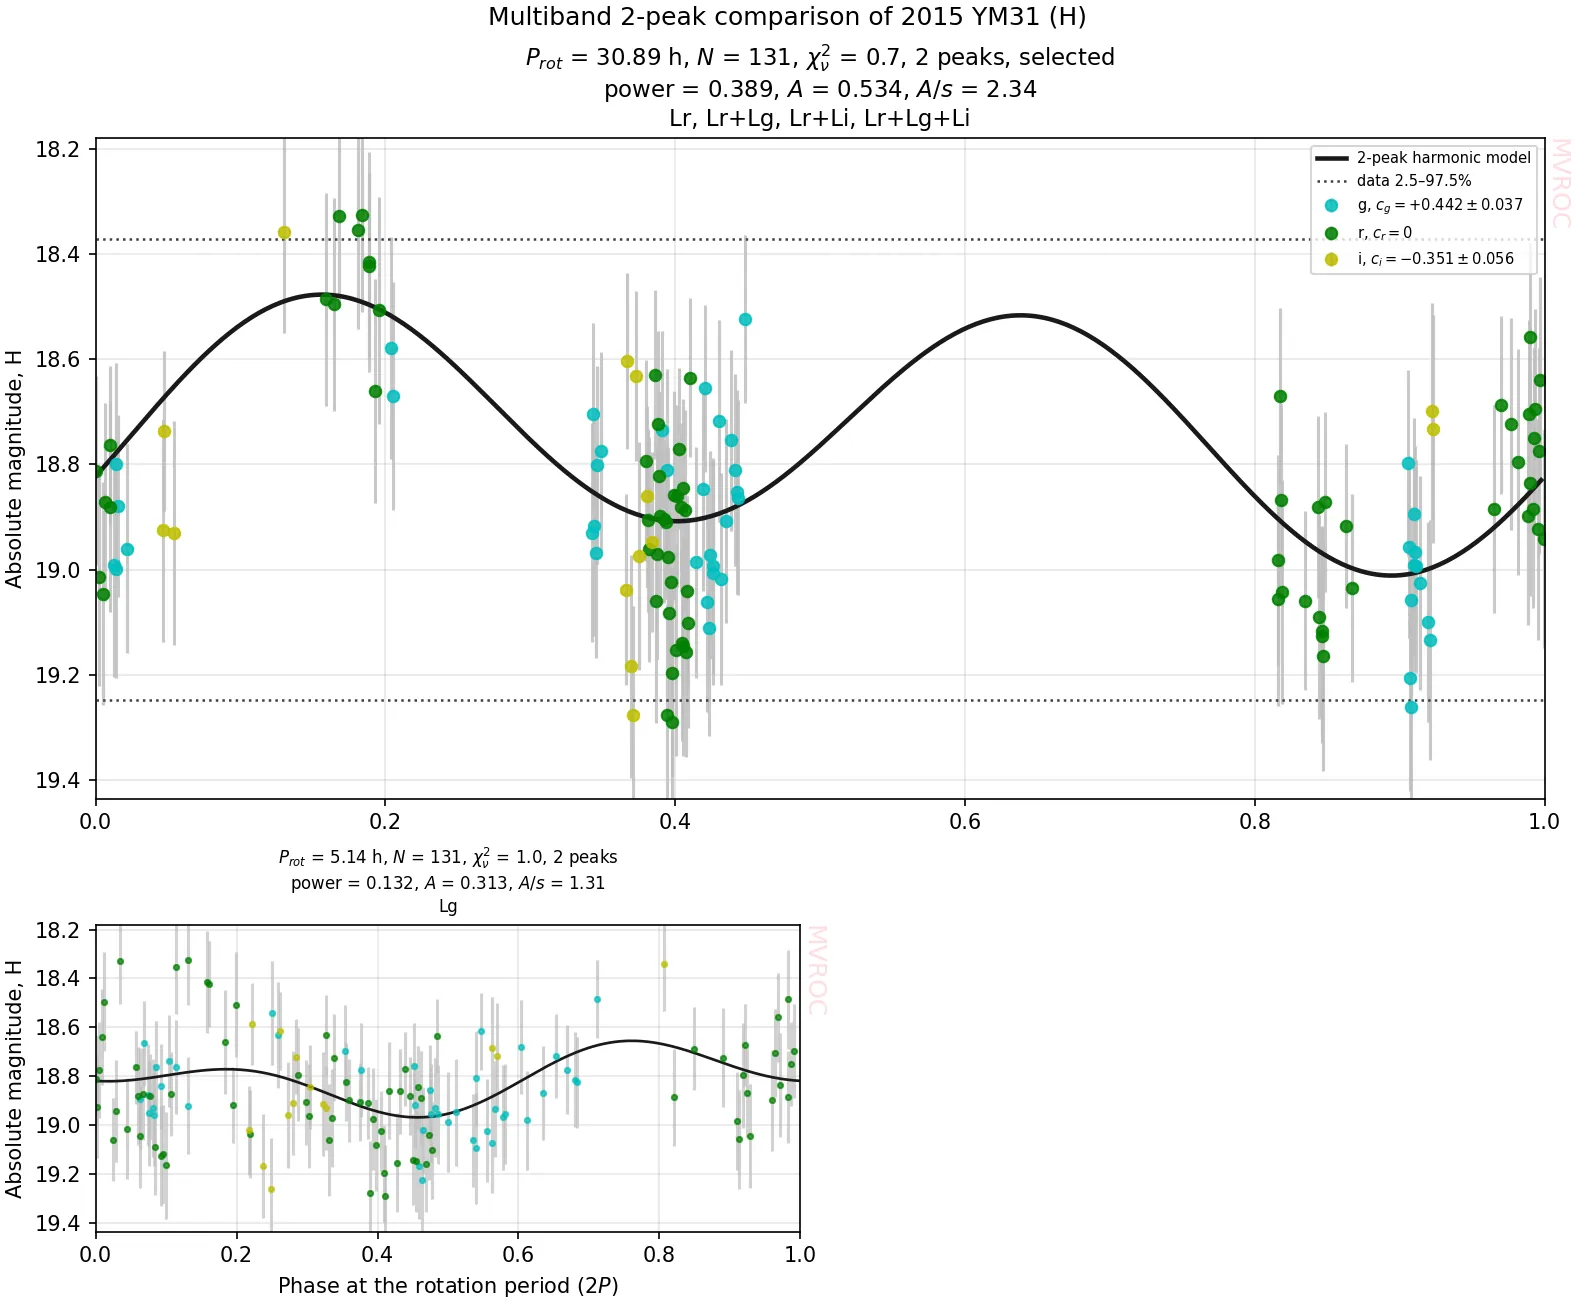 Multiband 2-peak comparison of 2015 YM31 (H)
P_rot = 30.89 h, N = 131, χ²_ν = 0.7, 2 peaks, selected
power = 0.389, A = 0.534, A/s = 2.34
Lr, Lr+Lg, Lr+Li, Lr+Lg+Li
MVROC
2-peak harmonic model
data 2.5–97.5%
g, c_g = +0.442 ± 0.037
r, c_r = 0
i, c_i = −0.351 ± 0.056
Absolute magnitude, H
18.2
18.4
18.6
18.8
19.0
19.2
19.4
0.0 0.2 0.4 0.6 0.8 1.0
P_rot = 5.14 h, N = 131, χ²_ν = 1.0, 2 peaks
power = 0.132, A = 0.313, A/s = 1.31
Lg
MVROC
Absolute magnitude, H
18.2
18.4
18.6
18.8
19.0
19.2
19.4
0.0 0.2 0.4 0.6 0.8 1.0
Phase at the rotation period (2P)